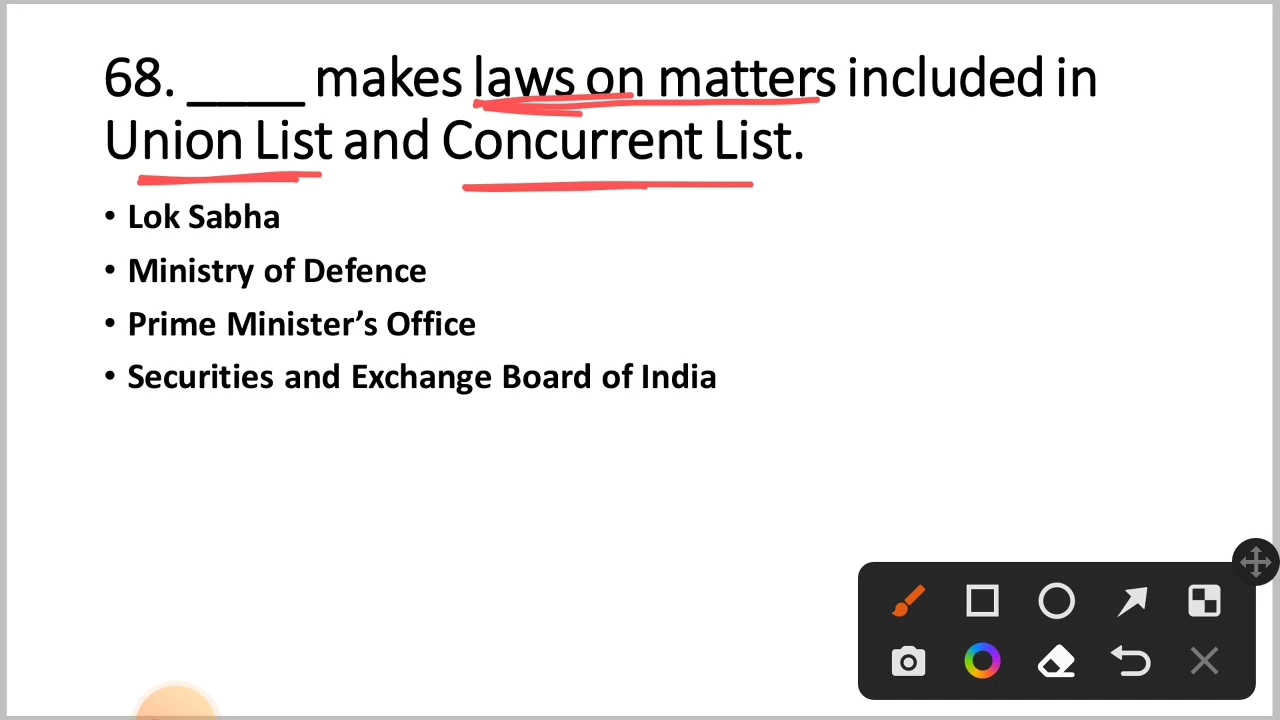 68. ____ makes laws on matters included in
Union List and Concurrent List.
• Lok Sabha
• Ministry of Defence
• Prime Minister’s Office
• Securities and Exchange Board of India